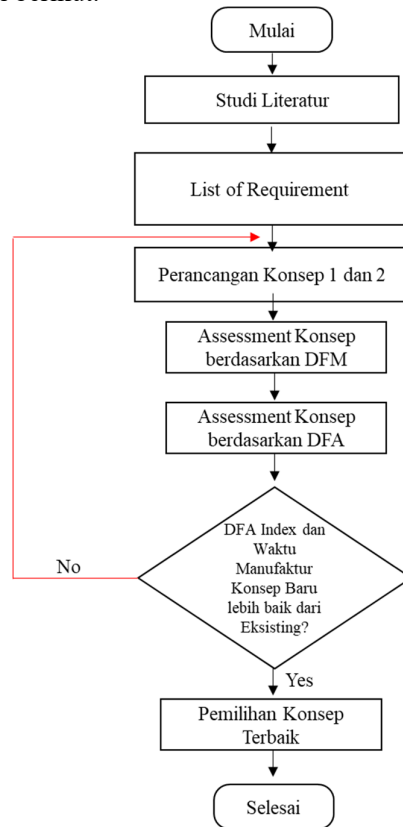 Mulai
Studi Literatur
List of Requirement
Perancangan Konsep 1 dan 2
Assessment Konsep
berdasarkan DFM
Assessment Konsep
berdasarkan DFA
DFA Index dan
Waktu
Manufaktur
Konsep Baru
lebih baik dari
Eksisting?
No
Yes
Pemilihan Konsep
Terbaik
Selesai